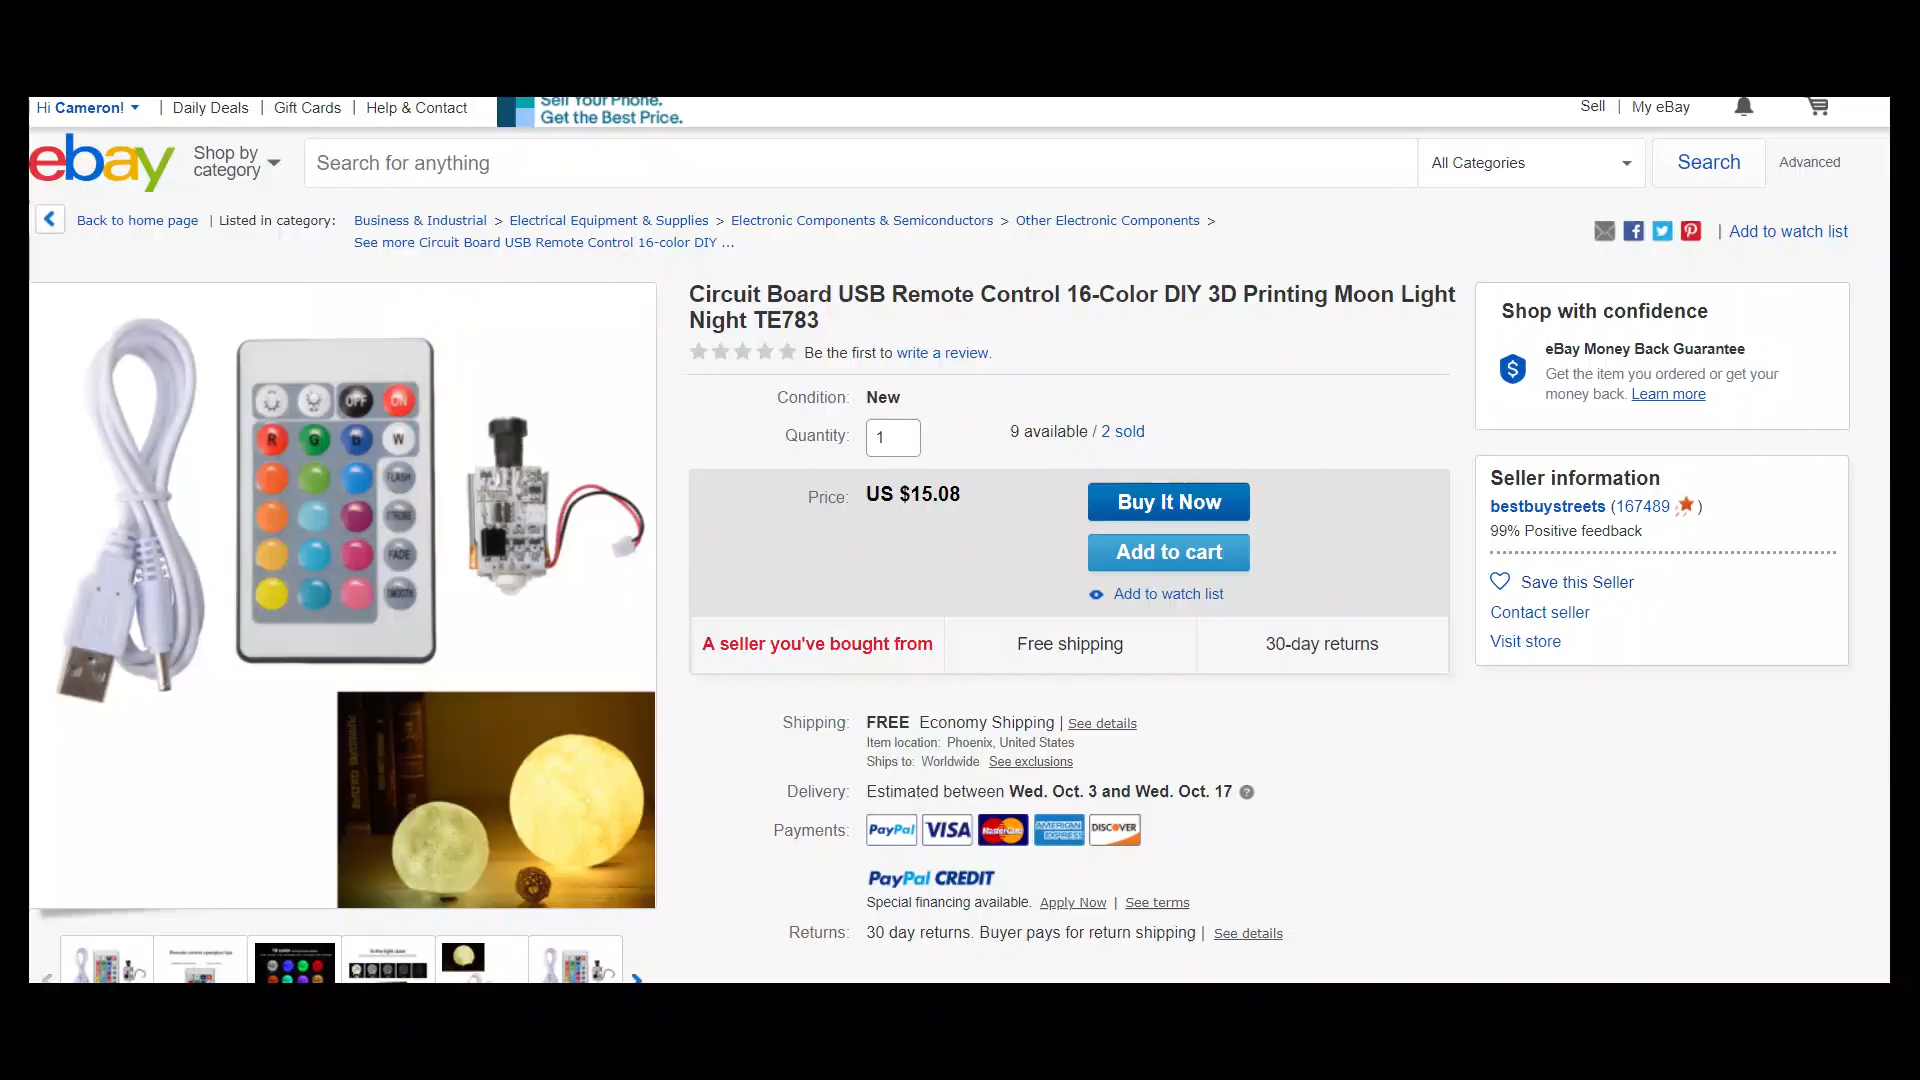 Hi Cameron! | Daily Deals | Gift Cards | Help & Contact
Sell Your Phone.
Get the Best Price.
Sell | My eBay
ebay
Shop by
category
Search for anything
All Categories
Search
Advanced
Back to home page | Listed in category: Business & Industrial > Electrical Equipment & Supplies > Electronic Components & Semiconductors > Other Electronic Components >
See more Circuit Board USB Remote Control 16-color DIY ...
| Add to watch list
Circuit Board USB Remote Control 16-Color DIY 3D Printing Moon Light
Night TE783
Be the first to write a review.
Condition: New
Quantity: 1
9 available / 2 sold
Price: US $15.08
Buy It Now
Add to cart
Add to watch list
A seller you've bought from
Free shipping
30-day returns
Shipping: FREE Economy Shipping | See details
Item location: Phoenix, United States
Ships to: Worldwide See exclusions
Delivery: Estimated between Wed. Oct. 3 and Wed. Oct. 17
Payments: PayPal VISA MasterCard AMERICAN EXPRESS DISCOVER
PayPal CREDIT
Special financing available. Apply Now | See terms
Returns: 30 day returns. Buyer pays for return shipping | See details
Shop with confidence
eBay Money Back Guarantee
Get the item you ordered or get your
money back. Learn more
Seller information
bestbuystreets (167489 )
99% Positive feedback
Save this Seller
Contact seller
Visit store
OFF ON
R G B W
FLASH
STROBE
FADE
SMOOTH